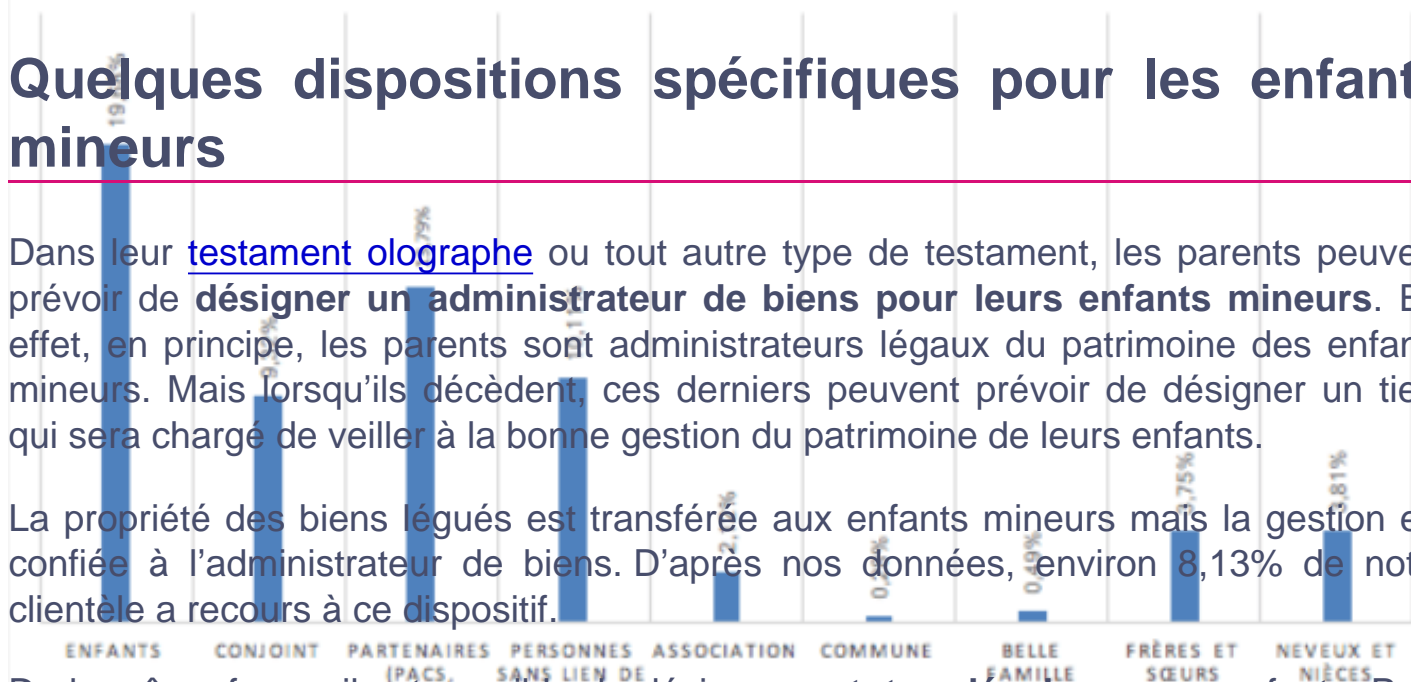 Quelques dispositions spécifiques pour les enfant
mineurs
Dans leur testament olographe ou tout autre type de testament, les parents peuve
prévoir de désigner un administrateur de biens pour leurs enfants mineurs. E
effet, en principe, les parents sont administrateurs légaux du patrimoine des enfan
mineurs. Mais lorsqu’ils décèdent, ces derniers peuvent prévoir de désigner un tie
qui sera chargé de veiller à la bonne gestion du patrimoine de leurs enfants.
La propriété des biens légués est transférée aux enfants mineurs mais la gestion e
confiée à l’administrateur de biens. D’après nos données, environ 8,13% de not
clientèle a recours à ce dispositif.
0,49%
ENFANTS CONJOINT PARTENAIRES PERSONNES ASSOCIATION COMMUNE BELLE FRÈRES ET NEVEUX ET
(PACS, SANS LIEN DE FAMILLE SŒURS NIÈCES